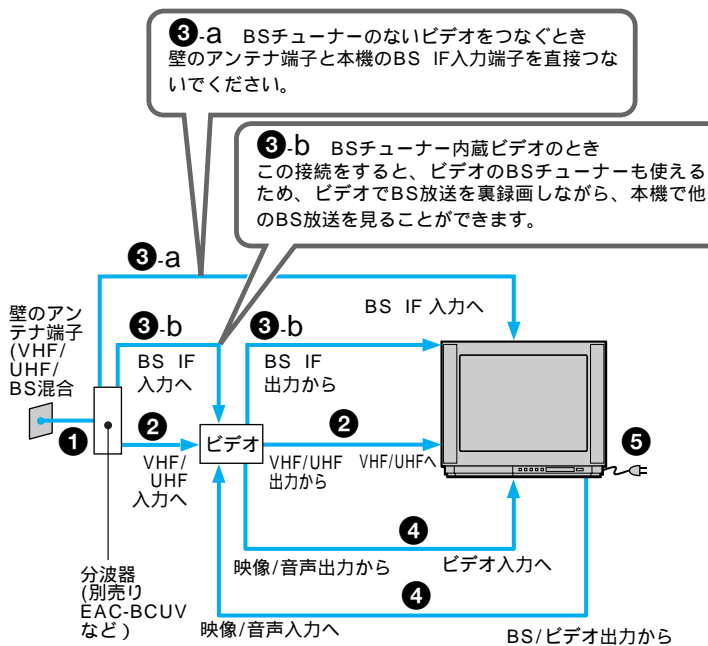 ❸-a BSチューナーのないビデオをつなぐとき
壁のアンテナ端子と本機のBS IF入力端子を直接つな
いでください。
❸-b BSチューナー内蔵ビデオのとき
この接続をすると、ビデオのBSチューナーも使える
ため、ビデオでBS放送を裏録画しながら、本機で他
のBS放送を見ることができます。
❸-a
壁のアン
テナ端子
(VHF/
UHF/
BS混合
❸-b
BS IF
入力へ
❸-b
BS IF
出力から
BS IF 入力へ
❶
❷
VHF/
UHF
入力へ
ビデオ
❷
VHF/UHF
出力から
VHF/UHFへ
❺
❹
映像/音声出力から
ビデオ入力へ
❹
映像/音声入力へ
BS/ビデオ出力から
分波器
(別売り
EAC-BCUV
など)